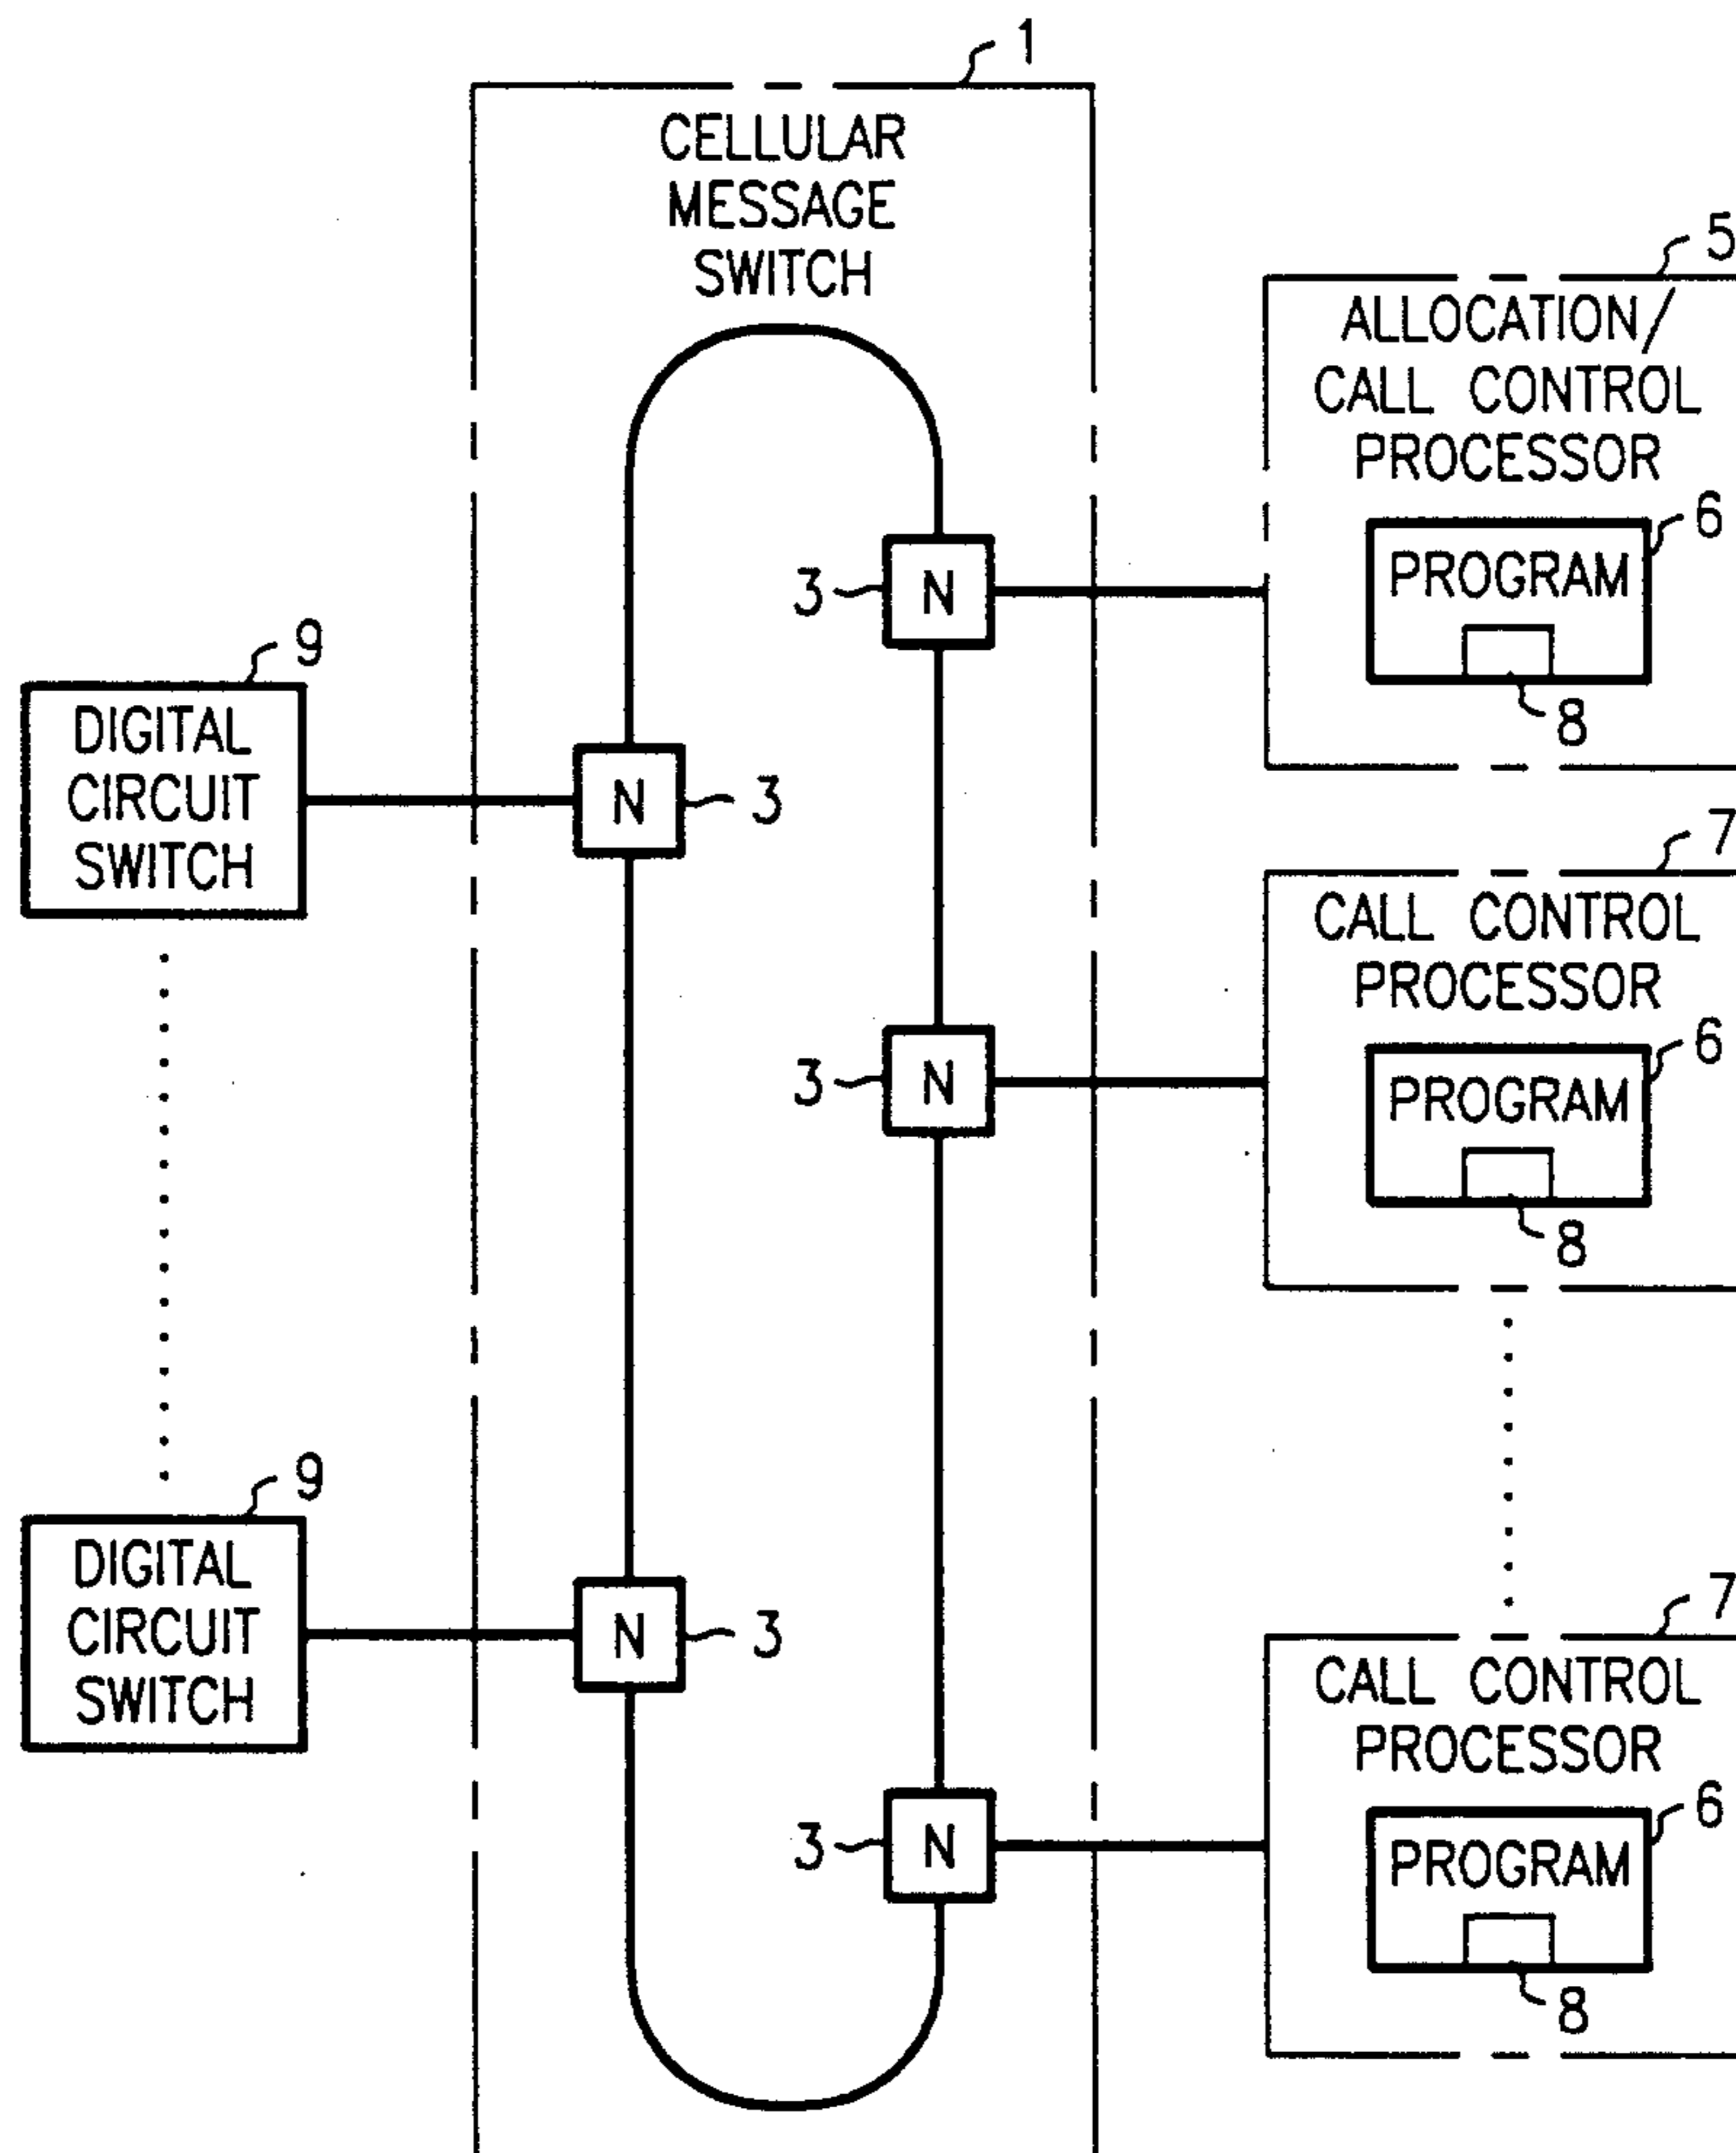 1
CELLULAR
MESSAGE
SWITCH
5
ALLOCATION/
CALL CONTROL
PROCESSOR
6
PROGRAM
8
3
N
9
DIGITAL
CIRCUIT
SWITCH
N
3
7
CALL CONTROL
PROCESSOR
6
PROGRAM
8
3
N
9
DIGITAL
CIRCUIT
SWITCH
N
3
7
CALL CONTROL
PROCESSOR
6
PROGRAM
8
3
N